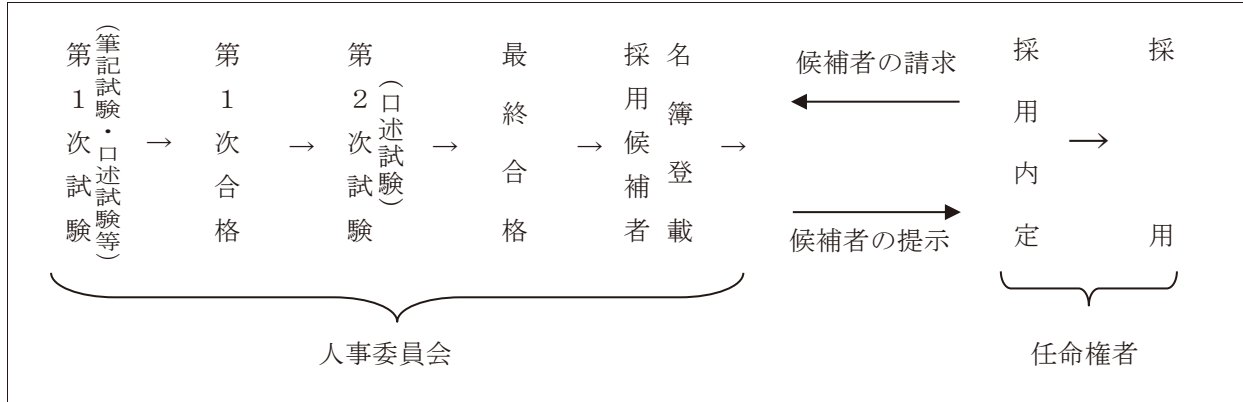 第１次試験
(筆記試験・口述試験等)
→
第１次合格
→
第２次試験
(口述試験)
→
最終合格
→
採用候補者
名簿登載
→
候補者の請求
候補者の提示
採用内定
→
採用
人事委員会
任命権者